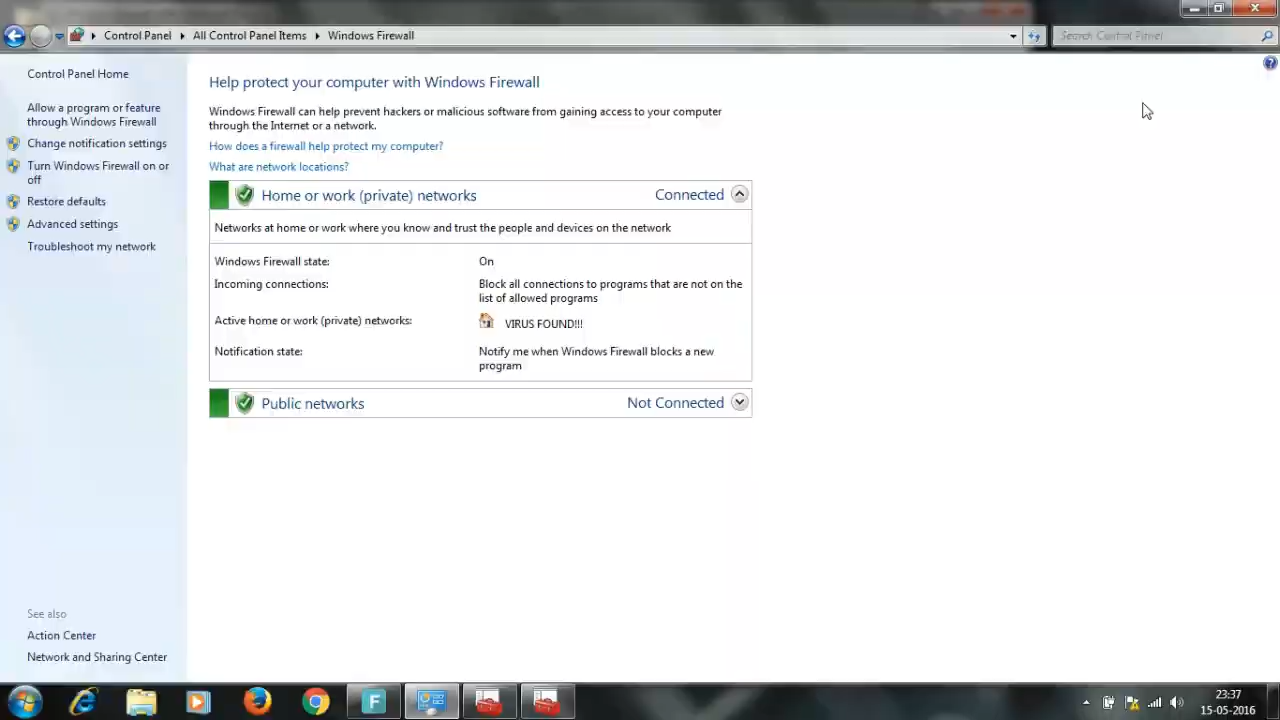 Control Panel
All Control Panel Items
Windows Firewall
Search Control Panel
Control Panel Home
Allow a program or feature
through Windows Firewall
Change notification settings
Turn Windows Firewall on or
off
Restore defaults
Advanced settings
Troubleshoot my network
See also
Action Center
Network and Sharing Center
Help protect your computer with Windows Firewall
Windows Firewall can help prevent hackers or malicious software from gaining access to your computer
through the Internet or a network.
How does a firewall help protect my computer?
What are network locations?
Home or work (private) networks Connected
Networks at home or work where you know and trust the people and devices on the network
Windows Firewall state: On
Incoming connections: Block all connections to programs that are not on the
list of allowed programs
Active home or work (private) networks: VIRUS FOUND!!!
Notification state: Notify me when Windows Firewall blocks a new
program
Public networks Not Connected
F
23:37
15-05-2016